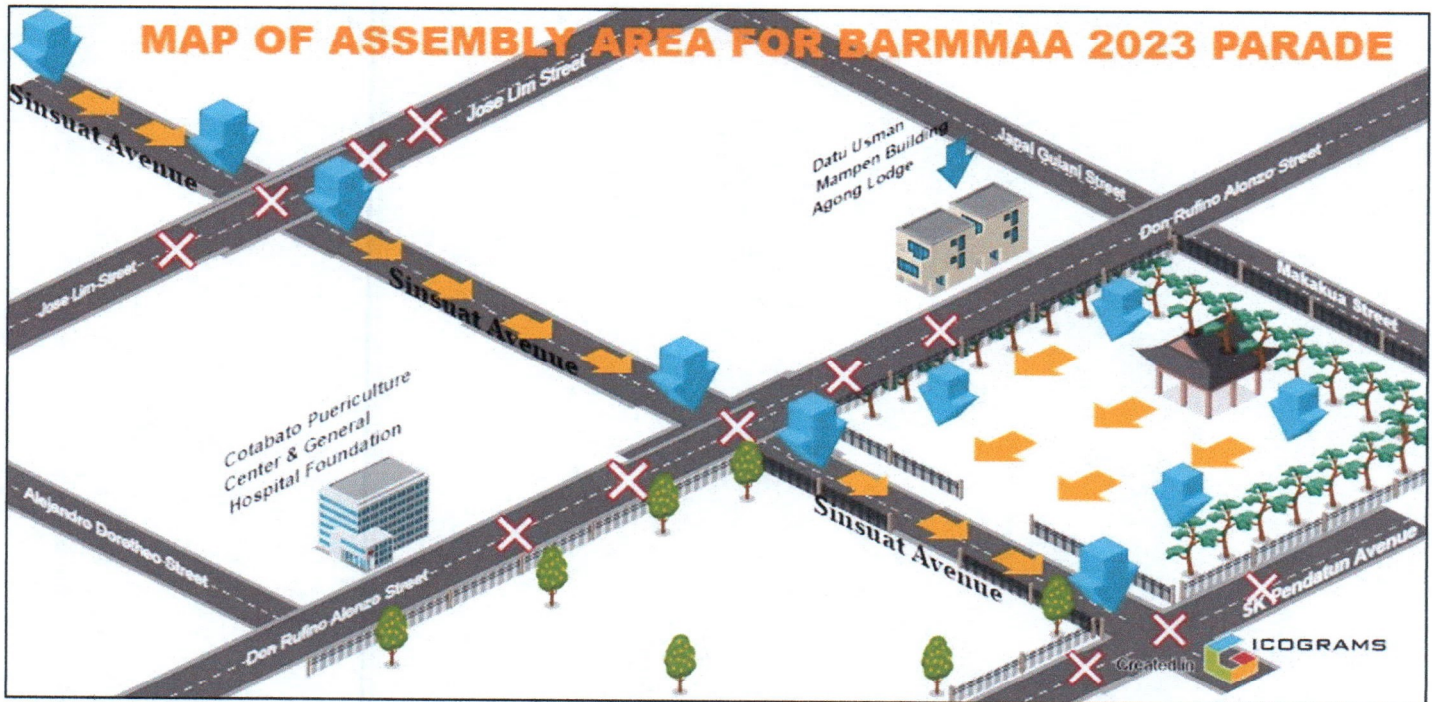 MAP OF ASSEMBLY AREA FOR BARMMAA 2023 PARADE
Sinsuat Avenue
Jose Lim Street
Jose Lim Street
Datu Usman
Mampen Building
Agong Lodge
Japal Guiani Street
Don Rufino Alonzo Street
Makakua Street
Sinsuat Avenue
Cotabato Puericulture
Center & General
Hospital Foundation
Alejandro Dorotheo Street
Don Rufino Alonzo Street
Sinsuat Avenue
SK Pendatun Avenue
Created in
ICOGRAMS